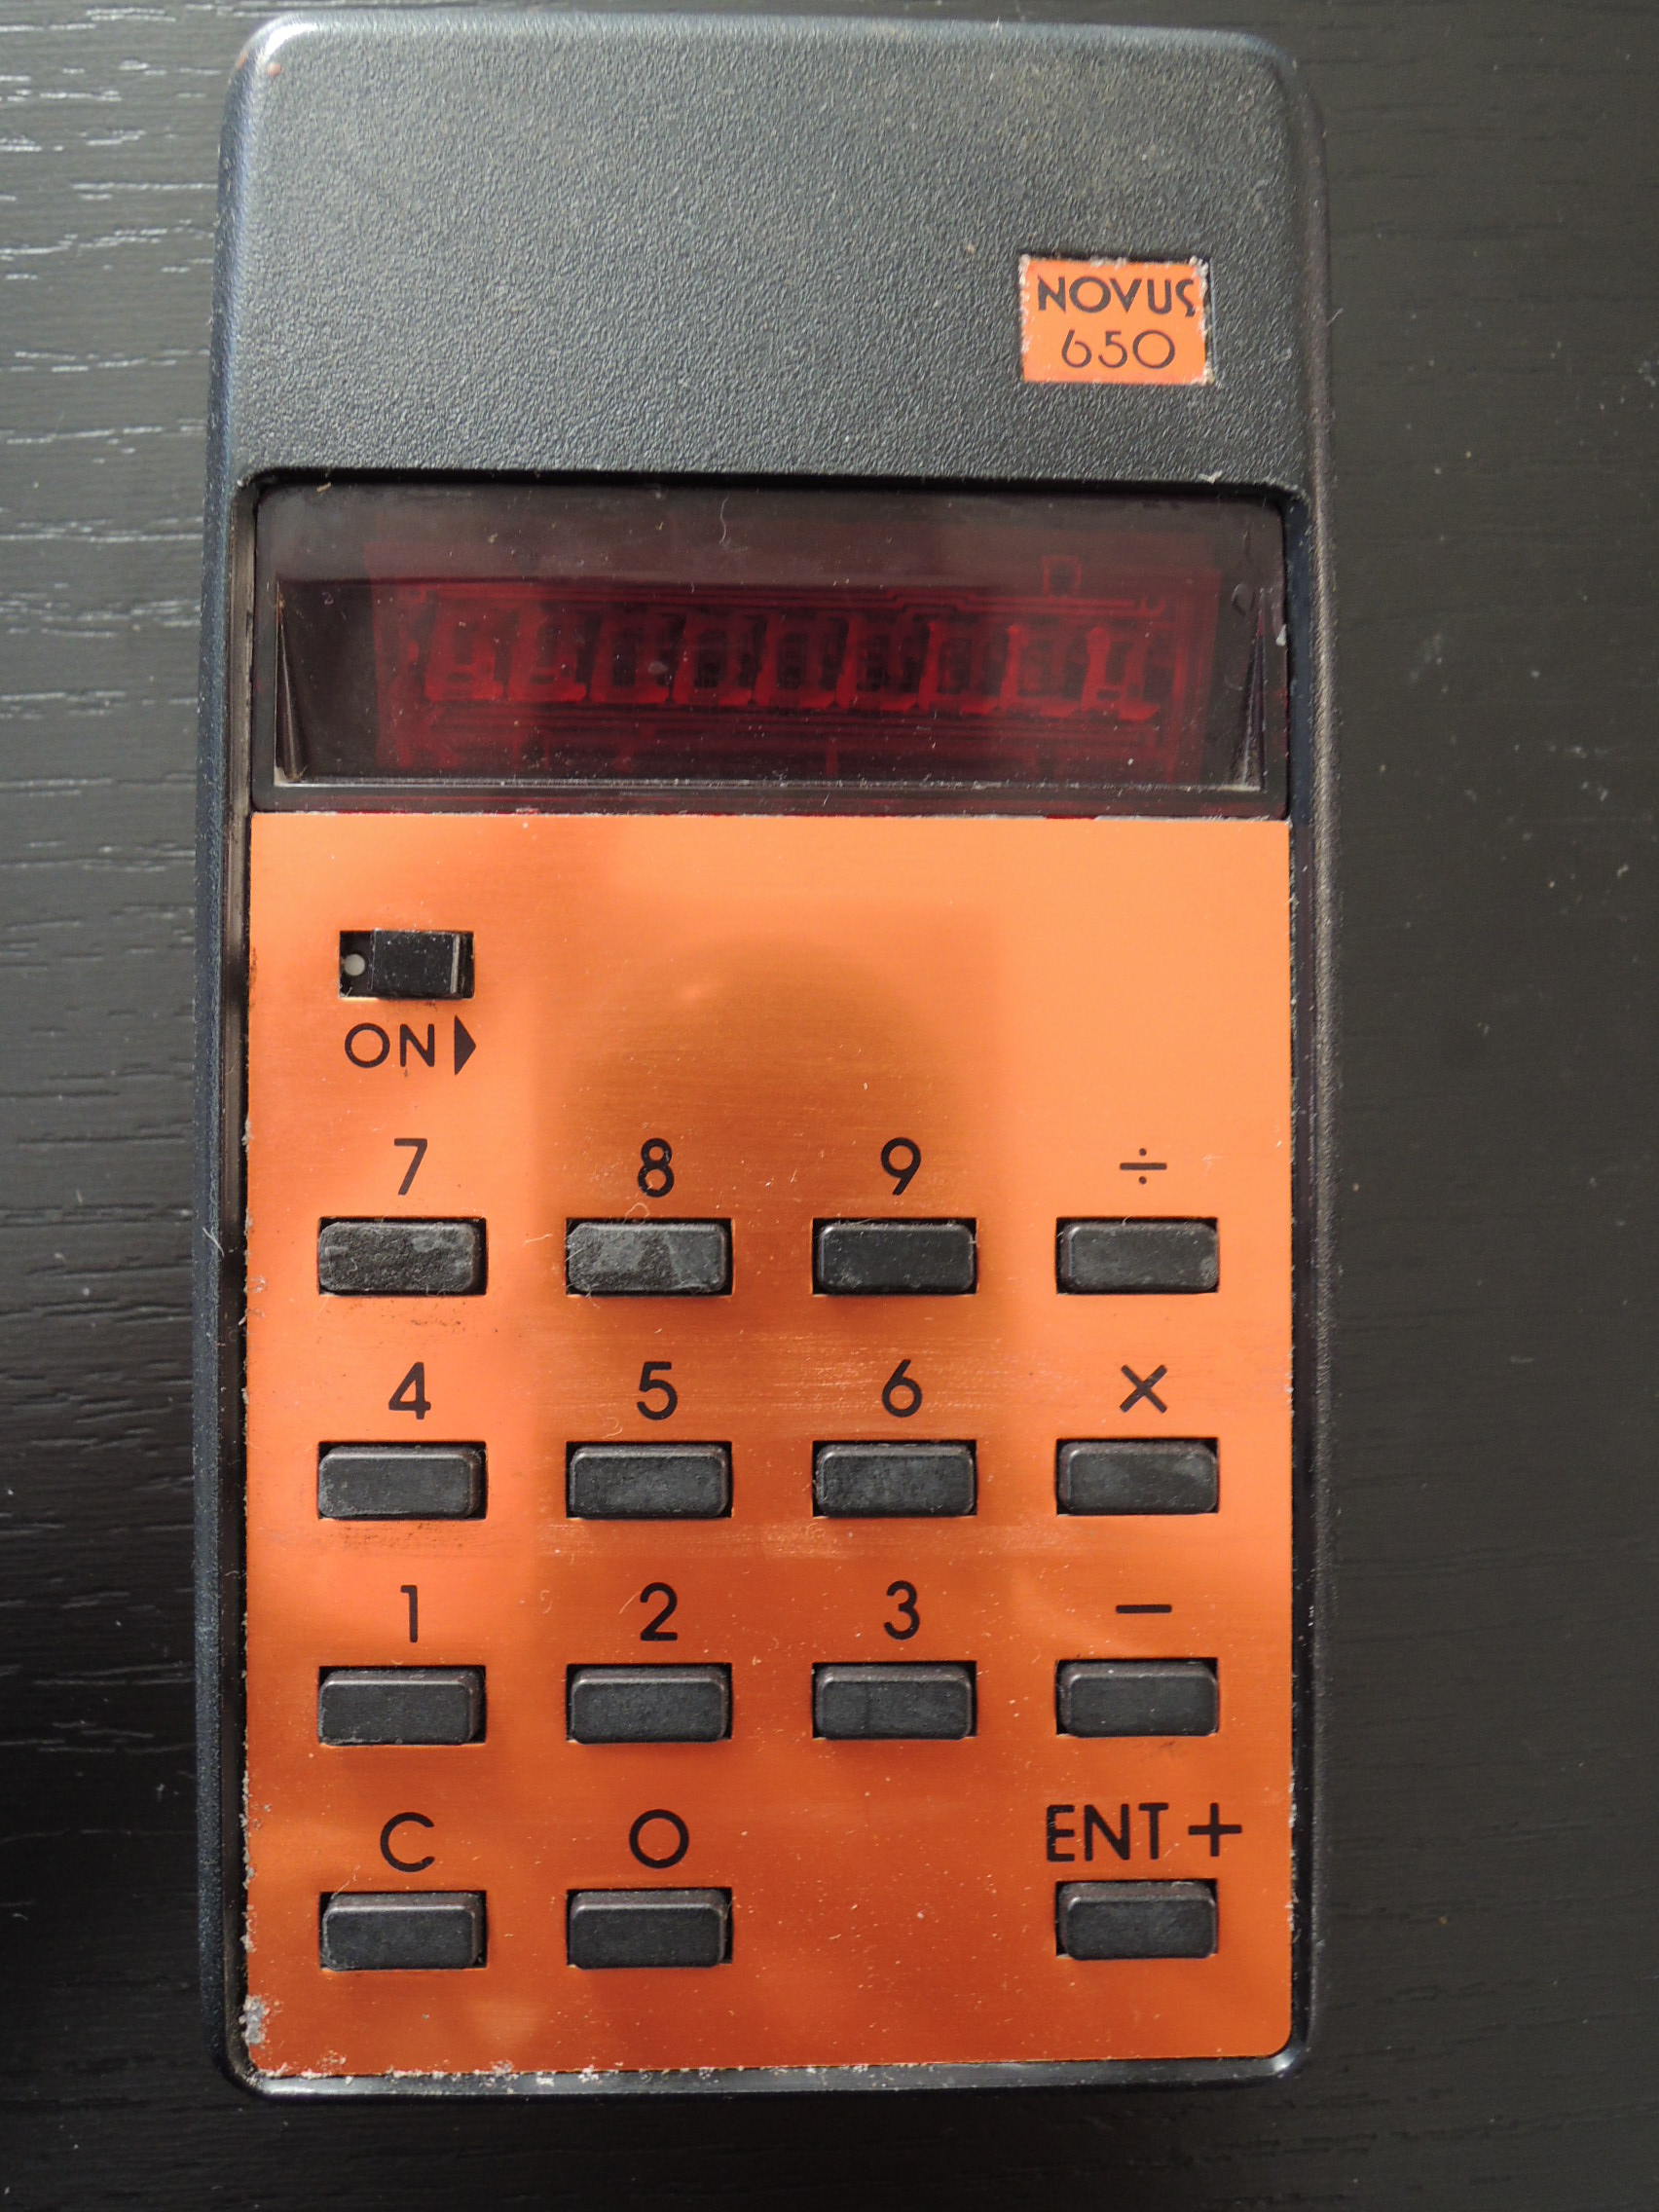 NOVUS
650
ON
7 8 9 ÷
4 5 6 ×
1 2 3 −
C 0 ENT +